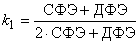 k₁ = (СФЭ + ДФЭ) / (2 · СФЭ + ДФЭ)